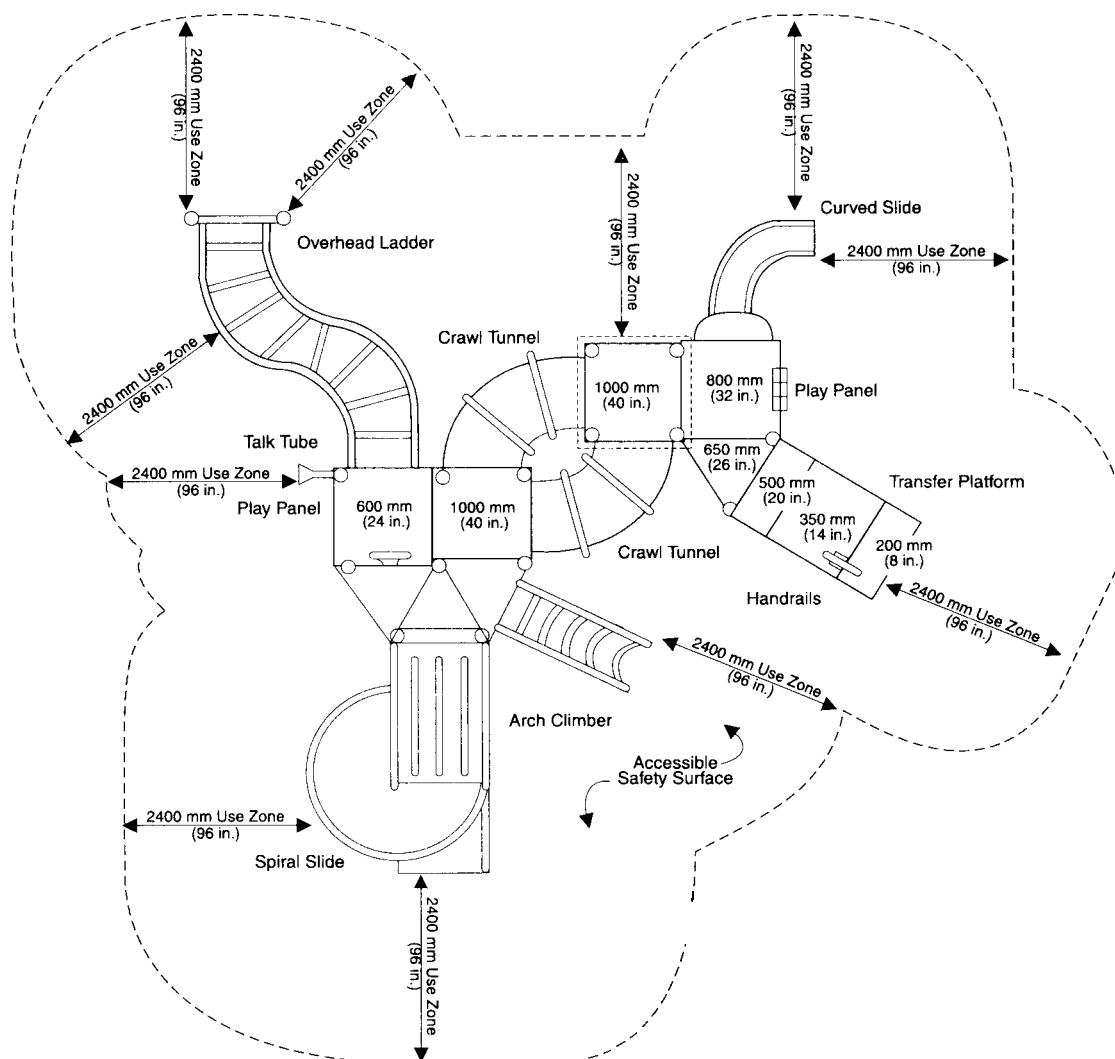 2400 mm Use Zone
(96 in.)
2400 mm Use Zone
(96 in.)
2400 mm Use Zone
(96 in.)
2400 mm Use Zone
(96 in.)
Curved Slide
Overhead Ladder
2400 mm Use Zone
(96 in.)
Crawl Tunnel
2400 mm Use Zone
(96 in.)
1000 mm
(40 in.)
800 mm
(32 in.)
Play Panel
Talk Tube
2400 mm Use Zone
(96 in.)
Play Panel
600 mm
(24 in.)
1000 mm
(40 in.)
650 mm
(26 in.)
500 mm
(20 in.)
Transfer Platform
350 mm
(14 in.)
200 mm
(8 in.)
Crawl Tunnel
Handrails
2400 mm Use Zone
(96 in.)
2400 mm Use Zone
(96 in.)
Arch Climber
Accessible
Safety Surface
2400 mm Use Zone
(96 in.)
Spiral Slide
2400 mm Use Zone
(96 in.)